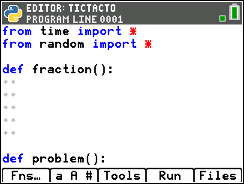 EDITOR: TICTACTO
PROGRAM LINE 0001
from time import *
from random import *
def fraction():
def problem():
Fns… a A # Tools Run Files